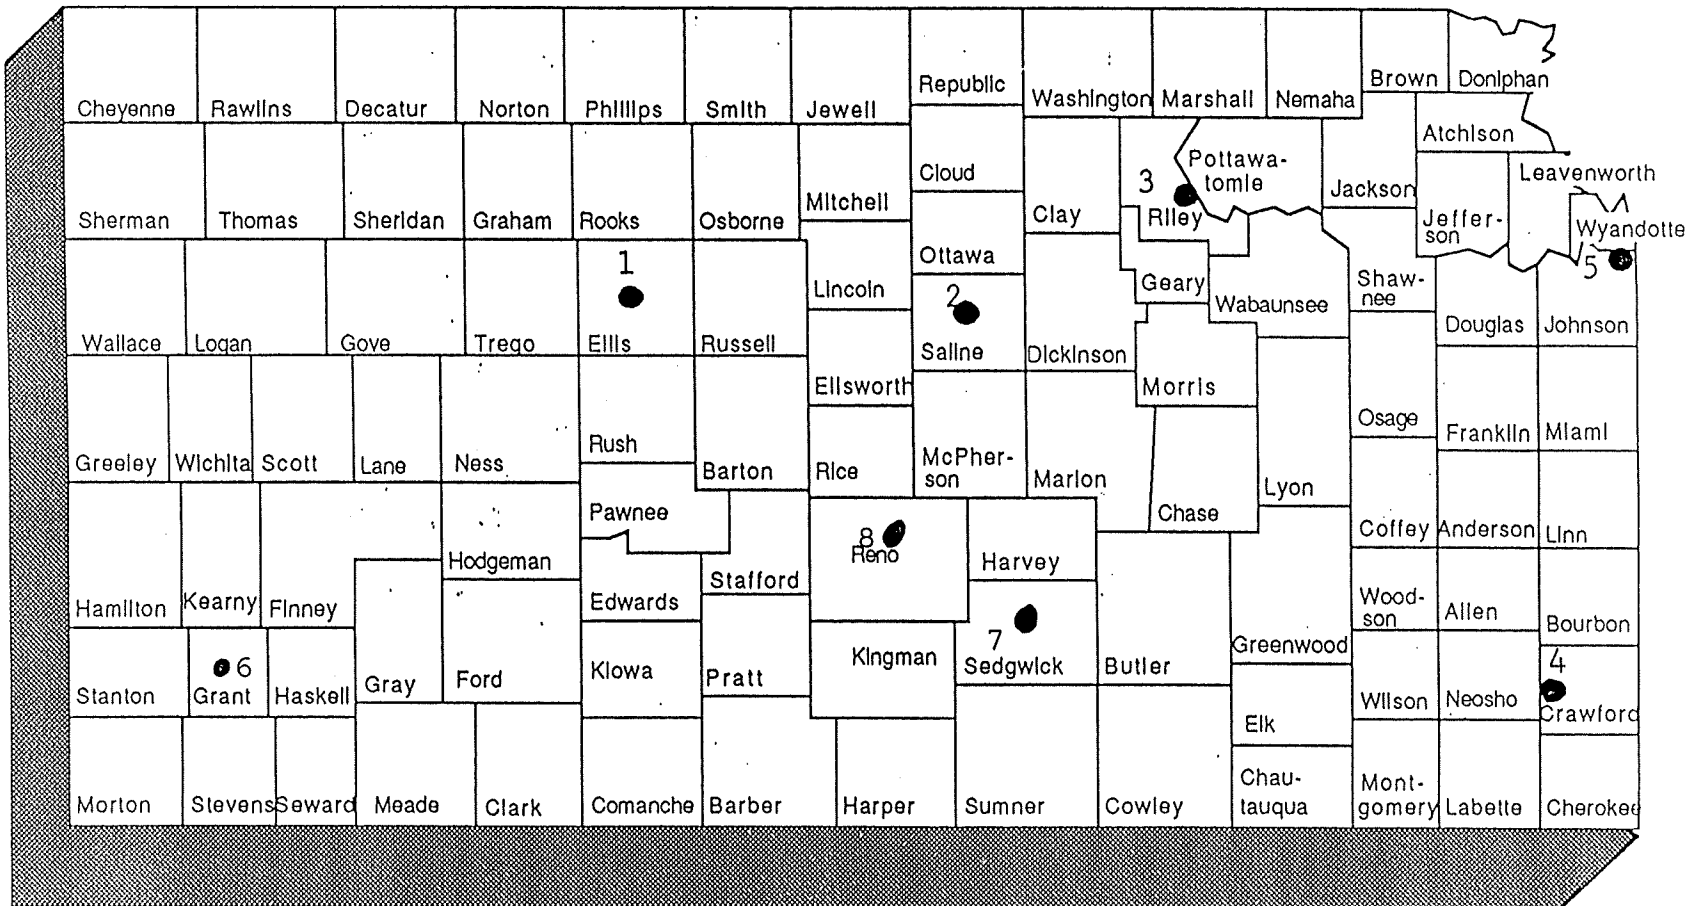 Republic
Cheyenne Rawlins Decatur Norton Phillips Smith Jewell
Washington Marshall Nemaha
Brown Doniphan
Atchison
Cloud
Pottawa-
tomie
Leavenworth
3
Jackson
Mitchell
Clay
Riley
Jeffer-
son
Wyandotte
Sherman Thomas Sheridan Graham Rooks Osborne
Ottawa
1
5
Lincoln
2
Geary
Wabaunsee
Shaw-
nee
Wallace Logan Gove Trego Ellis Russell
Saline
Dickinson
Douglas Johnson
Ellsworth
Morris
Osage
Franklin Miami
Rush
Greeley Wichita Scott Lane Ness
Barton
Rice
McPher-
son
Marion
Lyon
Pawnee
Chase
8
Reno
Coffey Anderson Linn
Hodgeman
Harvey
Stafford
Hamilton Kearny Finney
Edwards
Wood-
son
Allen
Bourbon
7
Greenwood
4
6
Kiowa
Kingman
Sedgwick
Butler
Stanton Grant Haskell Gray Ford
Pratt
Wilson Neosho
Crawford
Elk
Morton Stevens Seward Meade Clark Comanche Barber Harper Sumner Cowley
Chau-
tauqua
Mont-
gomery
Labette Cherokee